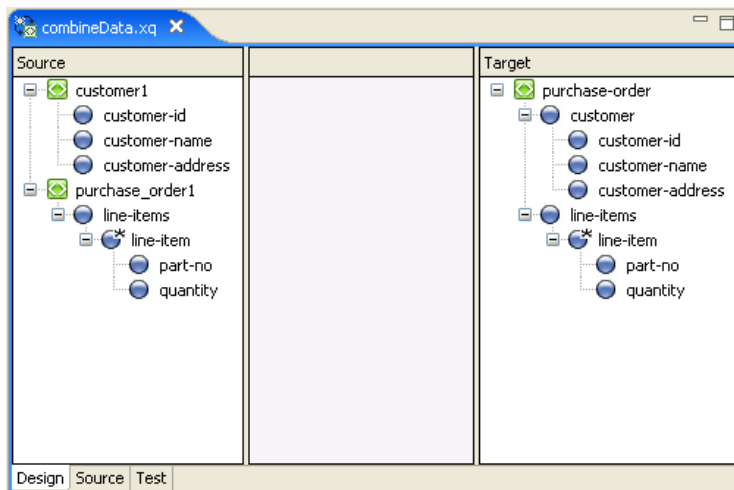 combineData.xq
Source
customer1
customer-id
customer-name
customer-address
purchase_order1
line-items
line-item
part-no
quantity
Target
purchase-order
customer
customer-id
customer-name
customer-address
line-items
line-item
part-no
quantity
Design Source Test